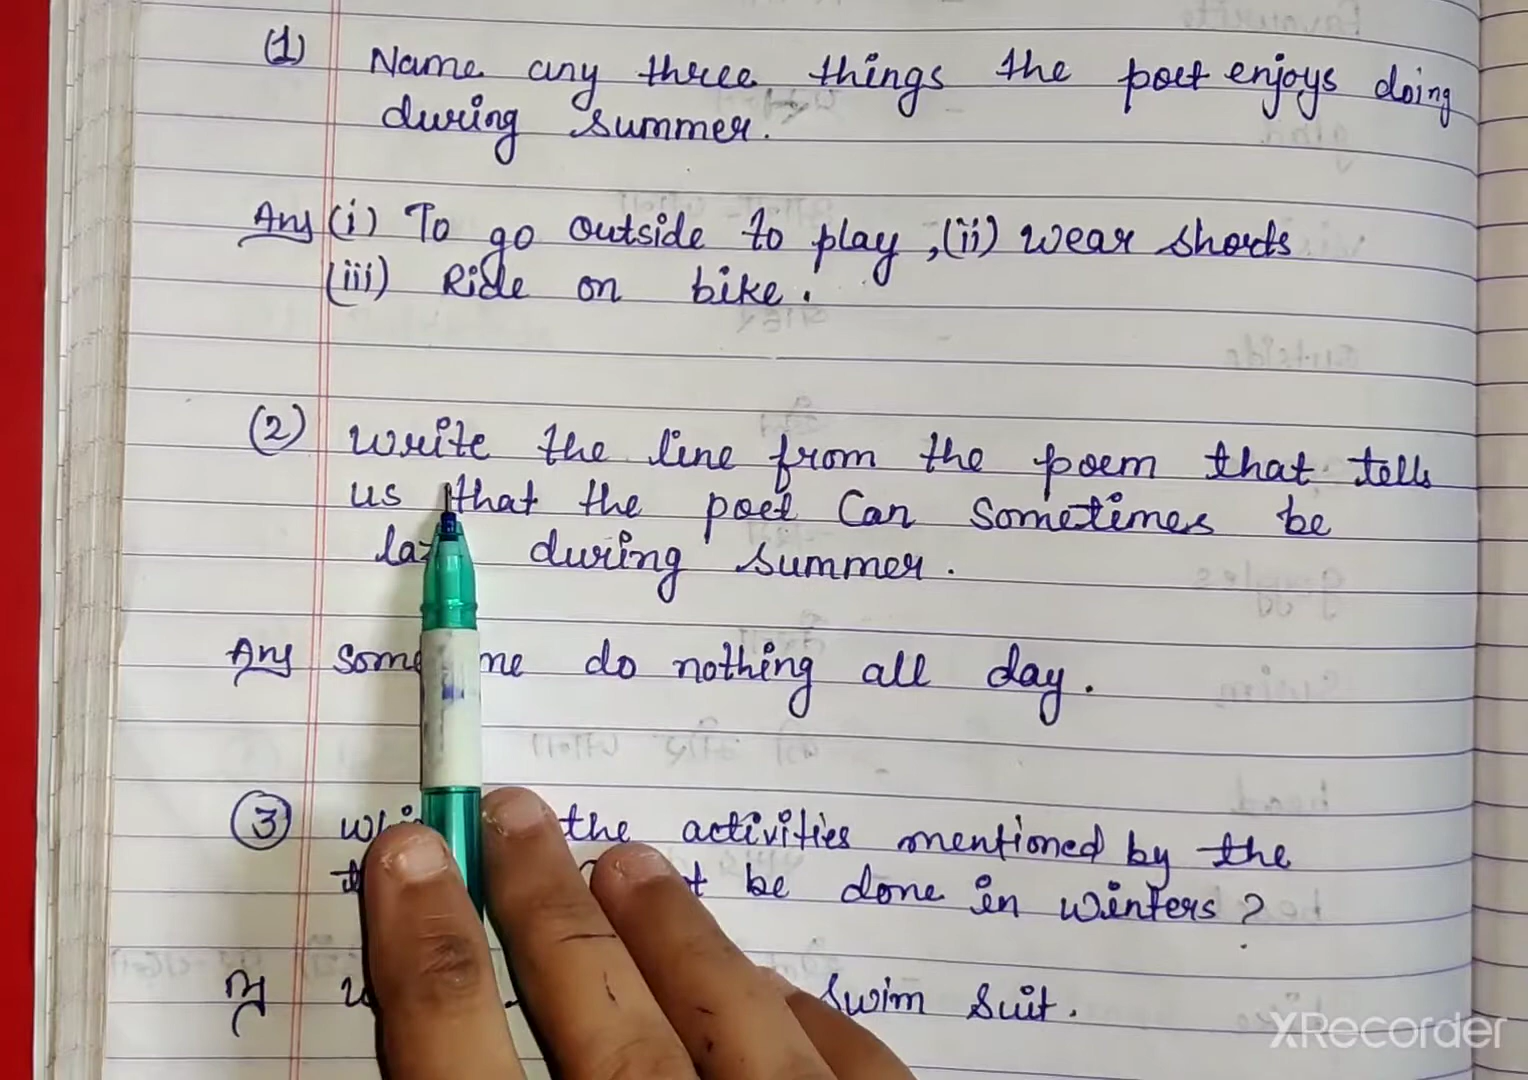 (1) Name any three things the poet enjoys doing
during summer.
Ans (i) To go outside to play, (ii) wear shorts
(iii) Ride on bike.
(2) write the line from the poem that tells
us that the poet Can Sometimes be
during summer.
Ans do nothing all day.
(3) the activities mentioned by the
be done in winters?
swim suit.
XRecorder